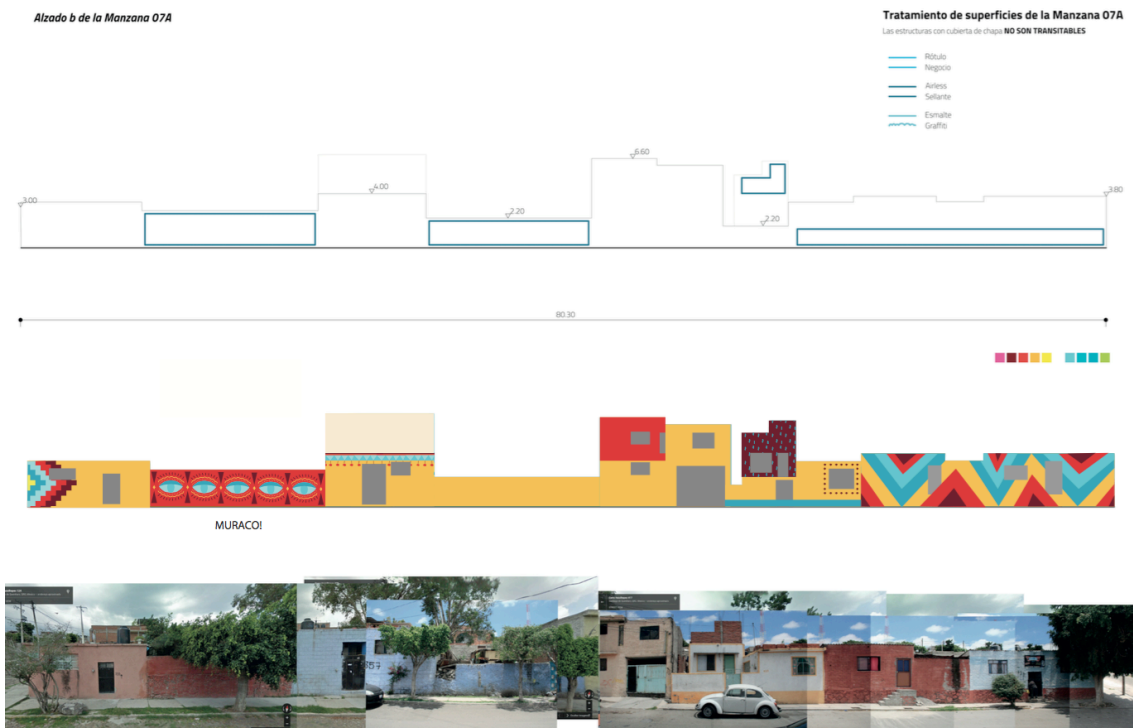 Alzado b de la Manzana 07A
Tratamiento de superficies de la Manzana 07A
Las estructuras con cubierta de chapa NO SON TRANSITABLES
Rótulo
Negocio
Airless
Sellante
Esmalte
Graffiti
3.00
4.00
2.20
6.60
2.20
3.80
80.30
MURACO!
357